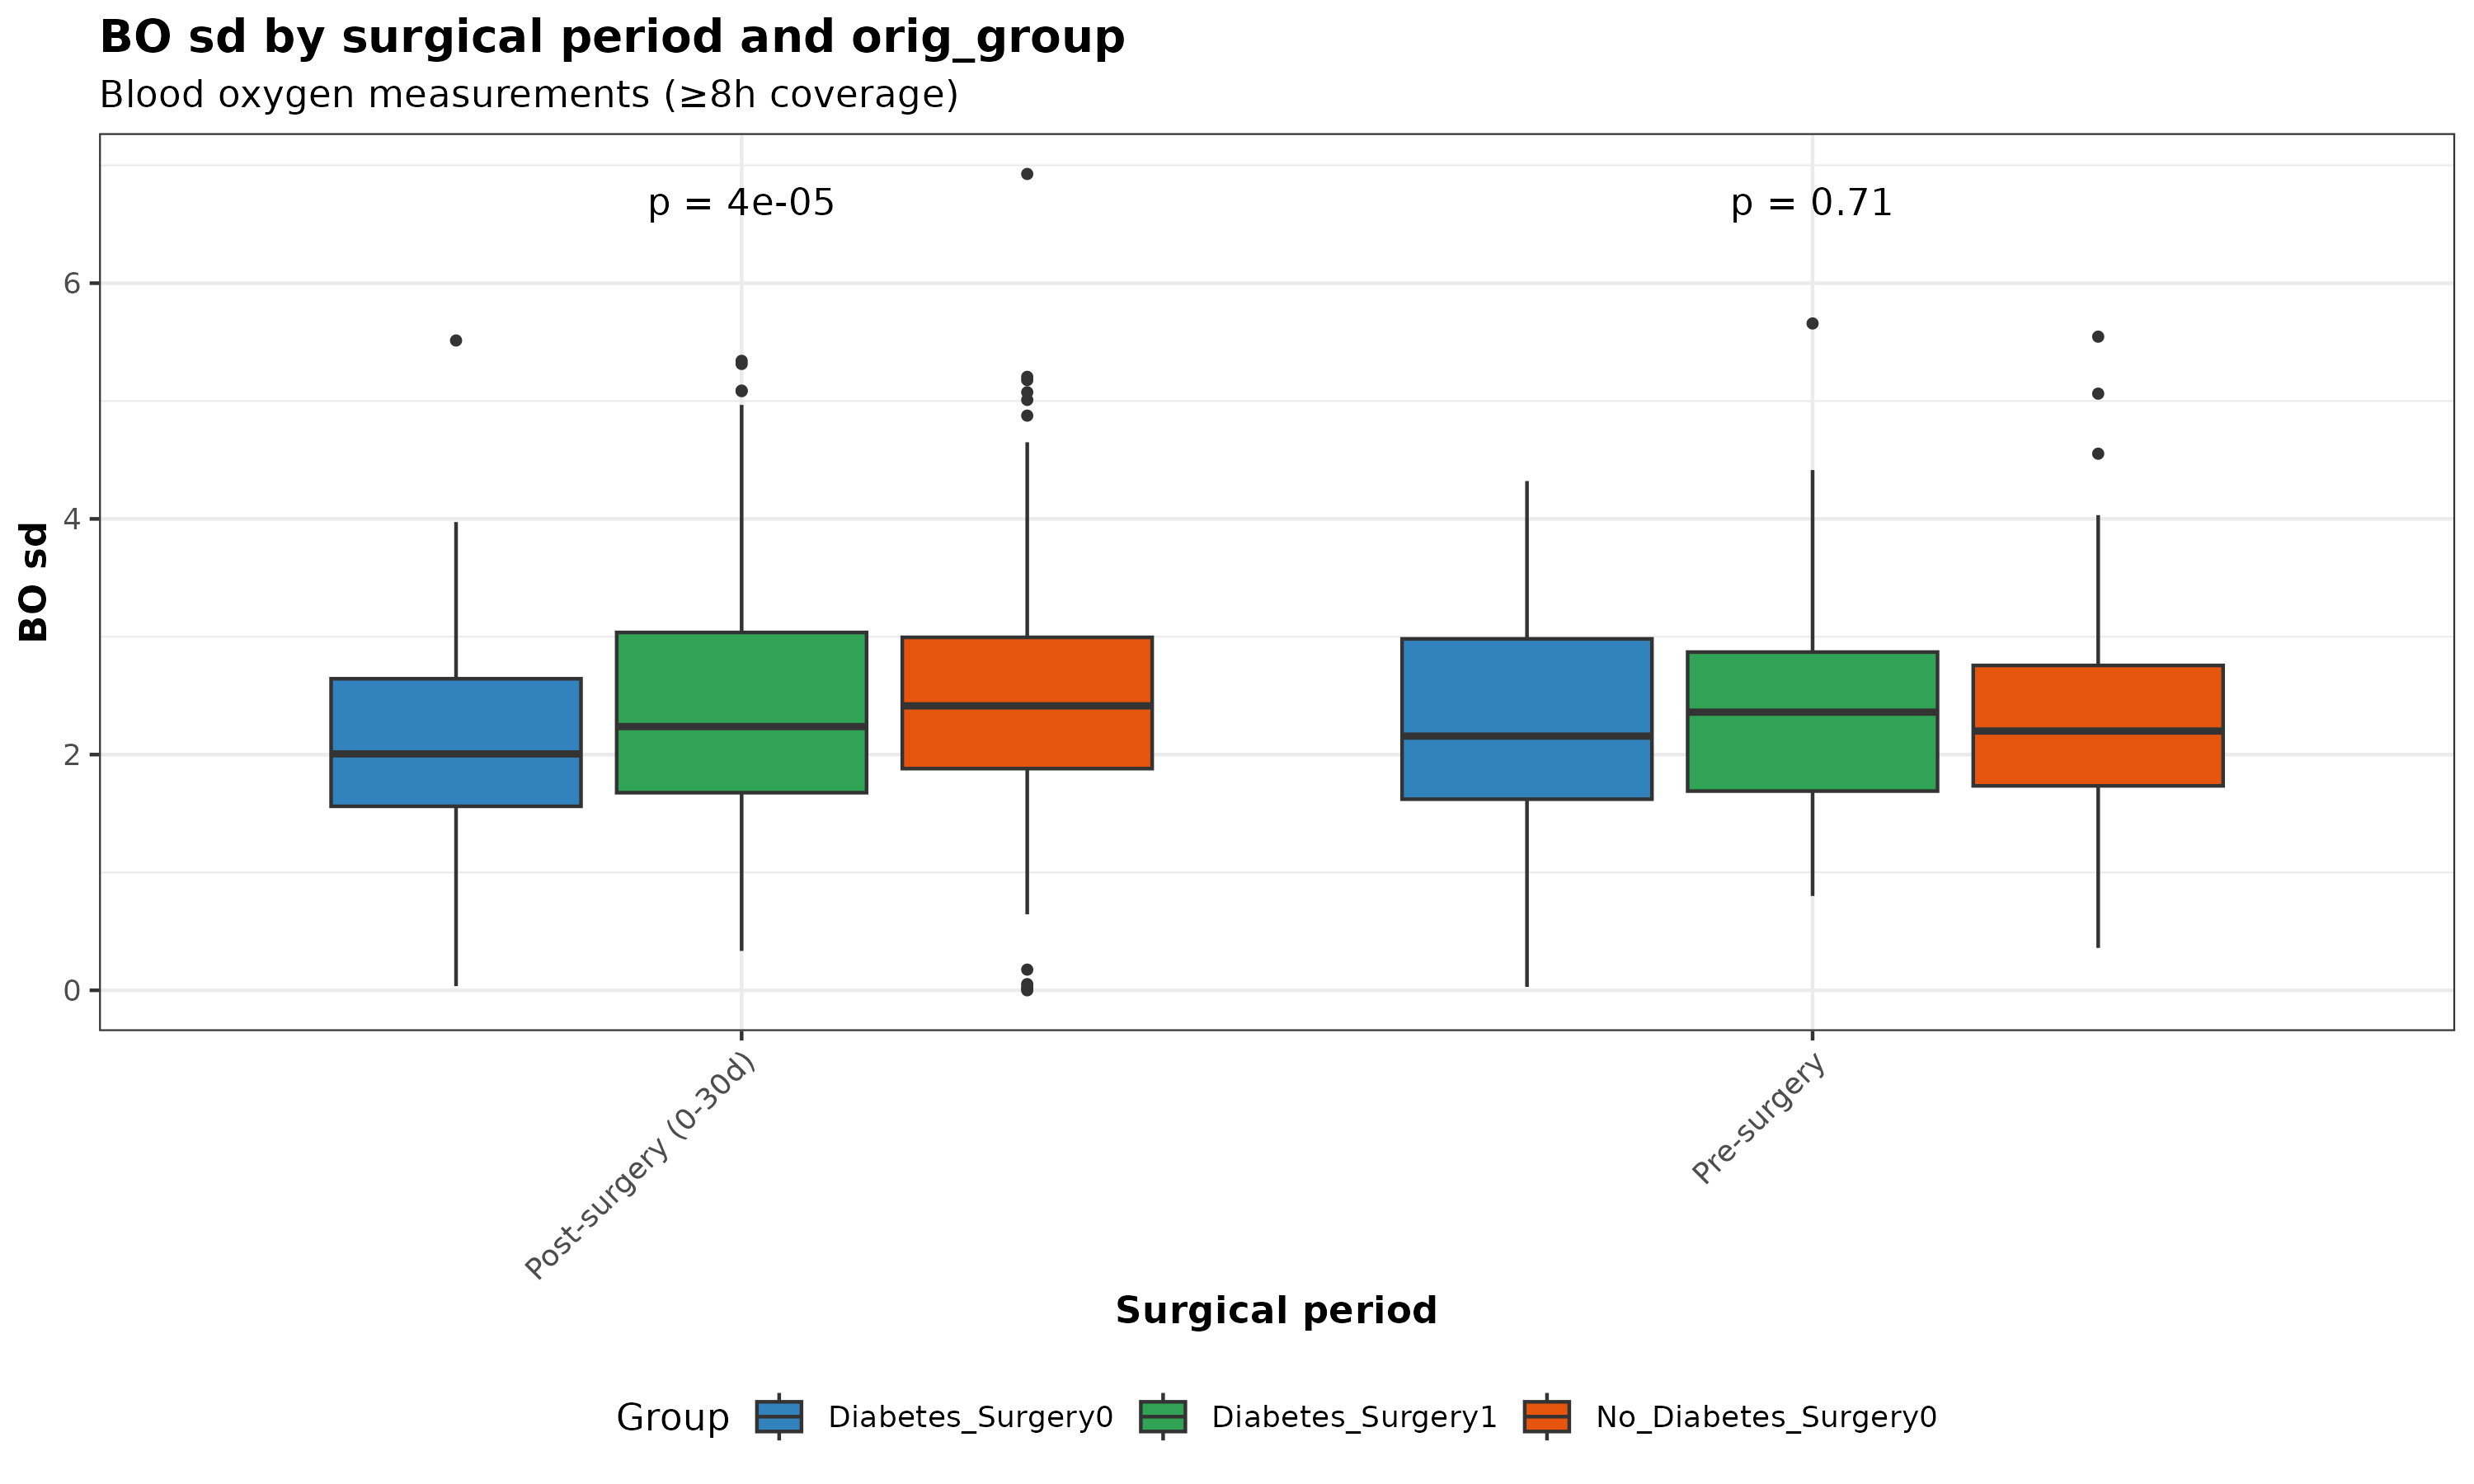 BO sd by surgical period and orig_group
Blood oxygen measurements (≥8h coverage)
p = 4e-05
p = 0.71
BO sd
6
4
2
0
Post-surgery (0-30d)
Pre-surgery
Surgical period
Group
Diabetes_Surgery0
Diabetes_Surgery1
No_Diabetes_Surgery0